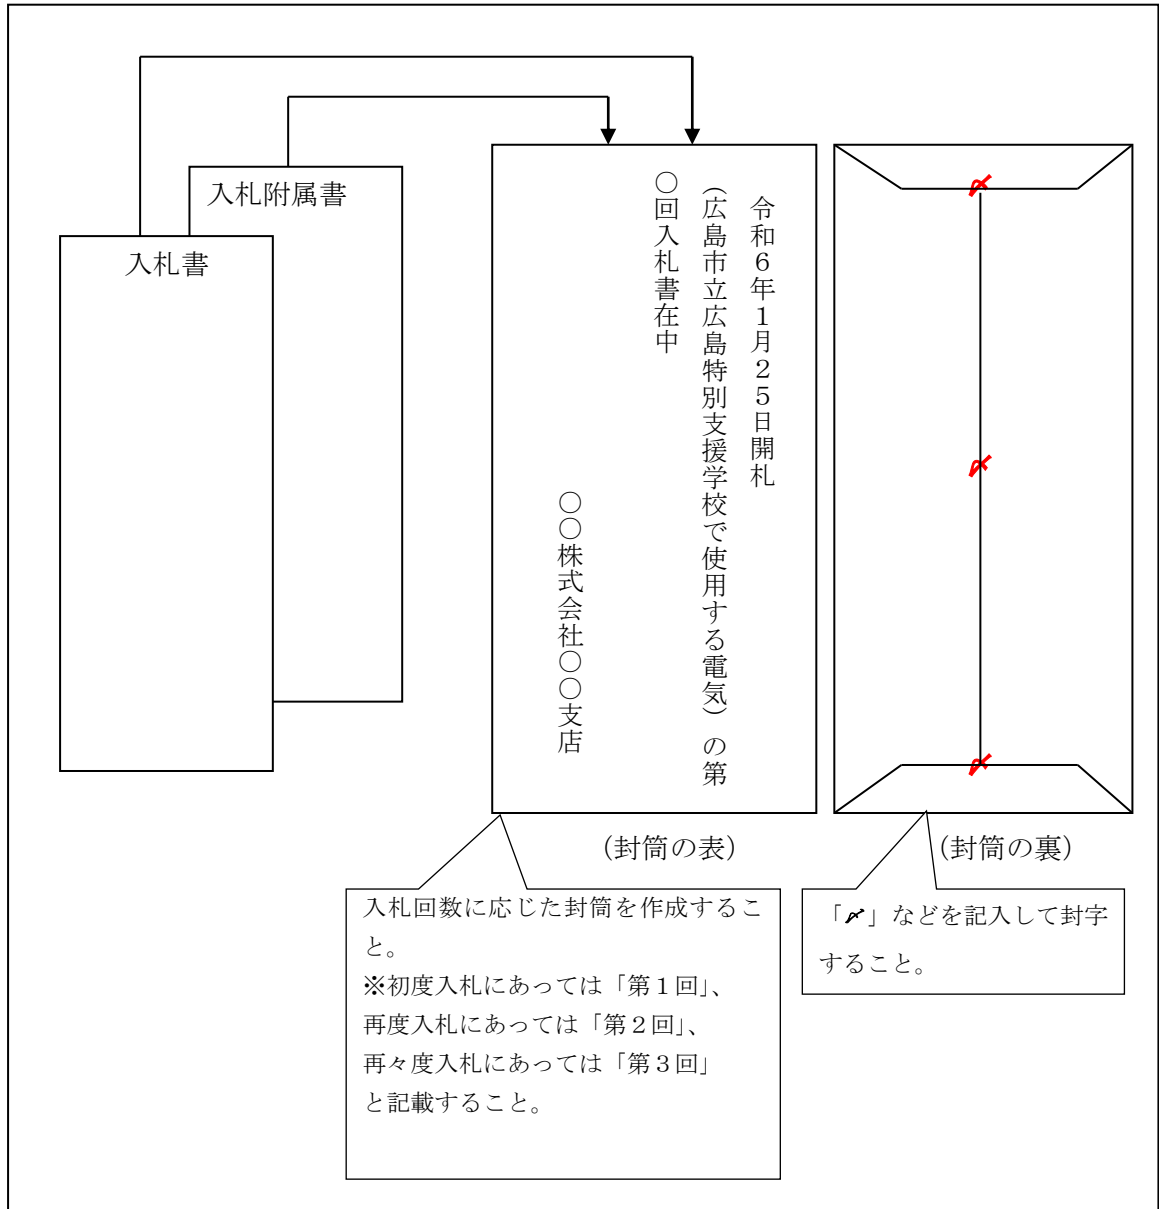 入札附属書
入札書
令和６年１月２５日開札
（広島市立広島特別支援学校で使用する電気）の第
○回入札書在中
○○株式会社○○支店
〆
〆
〆
（封筒の表）
（封筒の裏）
入札回数に応じた封筒を作成するこ
と。
※初度入札にあっては「第１回」、
再度入札にあっては「第２回」、
再々度入札にあっては「第３回」
と記載すること。
「〆」などを記入して封字
すること。